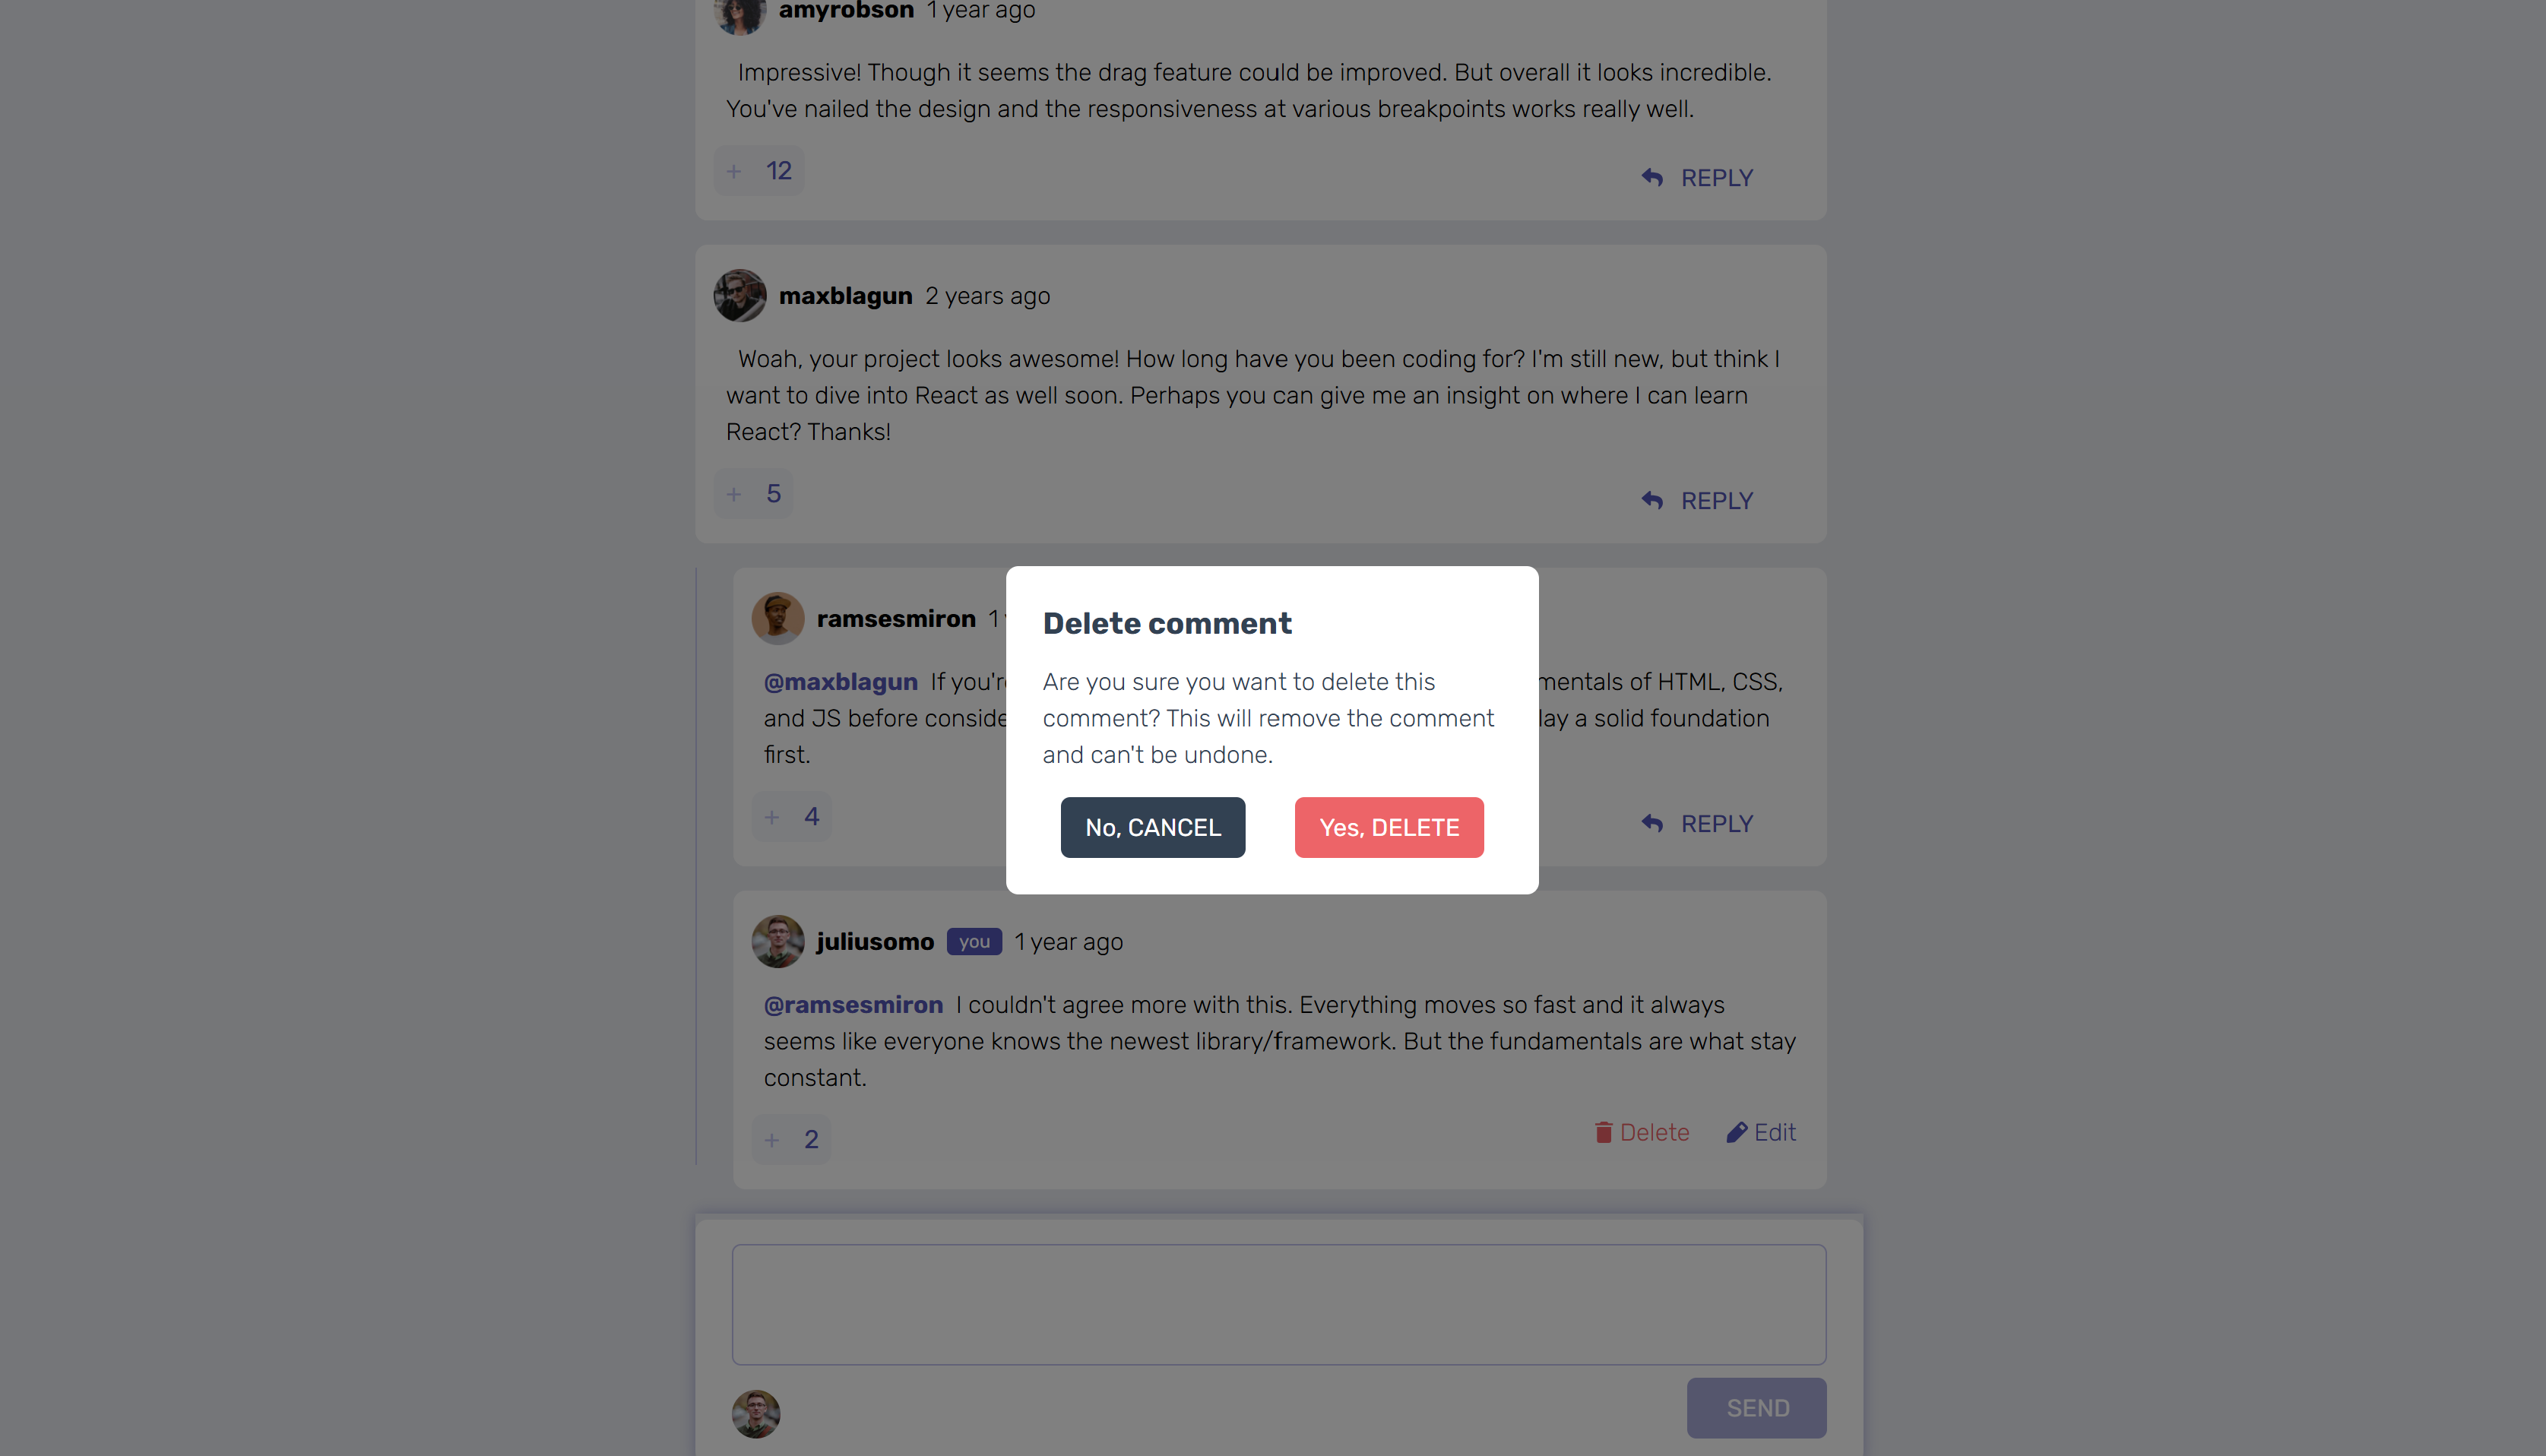 amyrobson 1 year ago
Impressive! Though it seems the drag feature could be improved. But overall it looks incredible.
You've nailed the design and the responsiveness at various breakpoints works really well.
+ 12
REPLY
maxblagun 2 years ago
Woah, your project looks awesome! How long have you been coding for? I'm still new, but think I
want to dive into React as well soon. Perhaps you can give me an insight on where I can learn
React? Thanks!
+ 5
REPLY
ramsesmiron 1
@maxblagun If mentals of HTML, CSS,
and JS before lay a solid foundation
first.
+ 4
REPLY
Delete comment
Are you sure you want to delete this
comment? This will remove the comment
and can't be undone.
No, CANCEL
Yes, DELETE
juliusomo you 1 year ago
@ramsesmiron I couldn't agree more with this. Everything moves so fast and it always
seems like everyone knows the newest library/framework. But the fundamentals are what stay
constant.
+ 2
Delete Edit
SEND